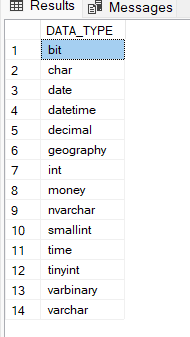 Results Messages
DATA_TYPE
1 bit
2 char
3 date
4 datetime
5 decimal
6 geography
7 int
8 money
9 nvarchar
10 smallint
11 time
12 tinyint
13 varbinary
14 varchar